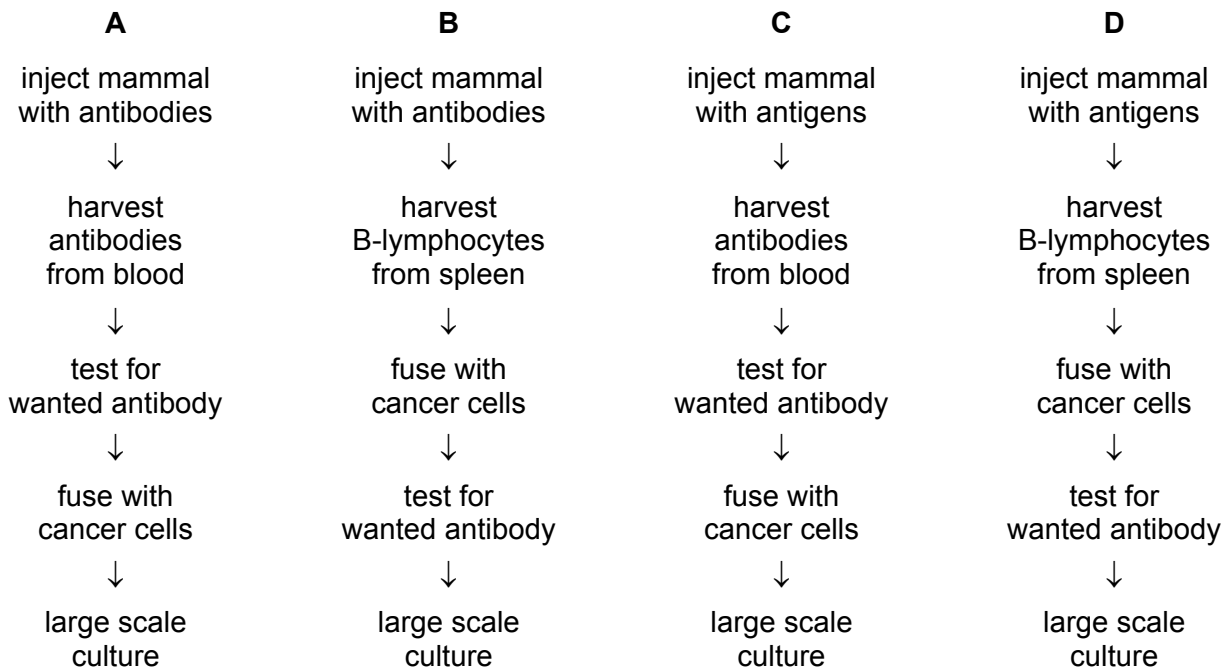 A
inject mammal
with antibodies
↓
harvest
antibodies
from blood
↓
test for
wanted antibody
↓
fuse with
cancer cells
↓
large scale
culture
B
inject mammal
with antibodies
↓
harvest
B-lymphocytes
from spleen
↓
fuse with
cancer cells
↓
test for
wanted antibody
↓
large scale
culture
C
inject mammal
with antigens
↓
harvest
antibodies
from blood
↓
test for
wanted antibody
↓
fuse with
cancer cells
↓
large scale
culture
D
inject mammal
with antigens
↓
harvest
B-lymphocytes
from spleen
↓
fuse with
cancer cells
↓
test for
wanted antibody
↓
large scale
culture